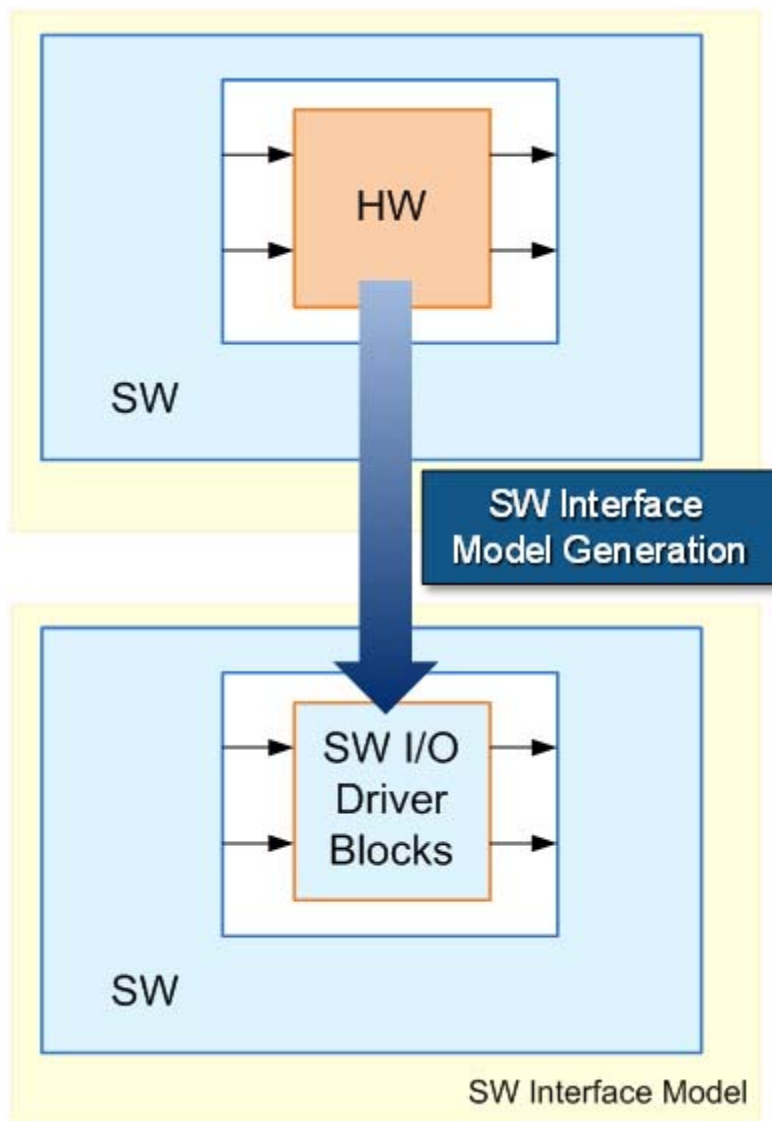 HW
SW
SW Interface
Model Generation
SW I/O
Driver
Blocks
SW
SW Interface Model